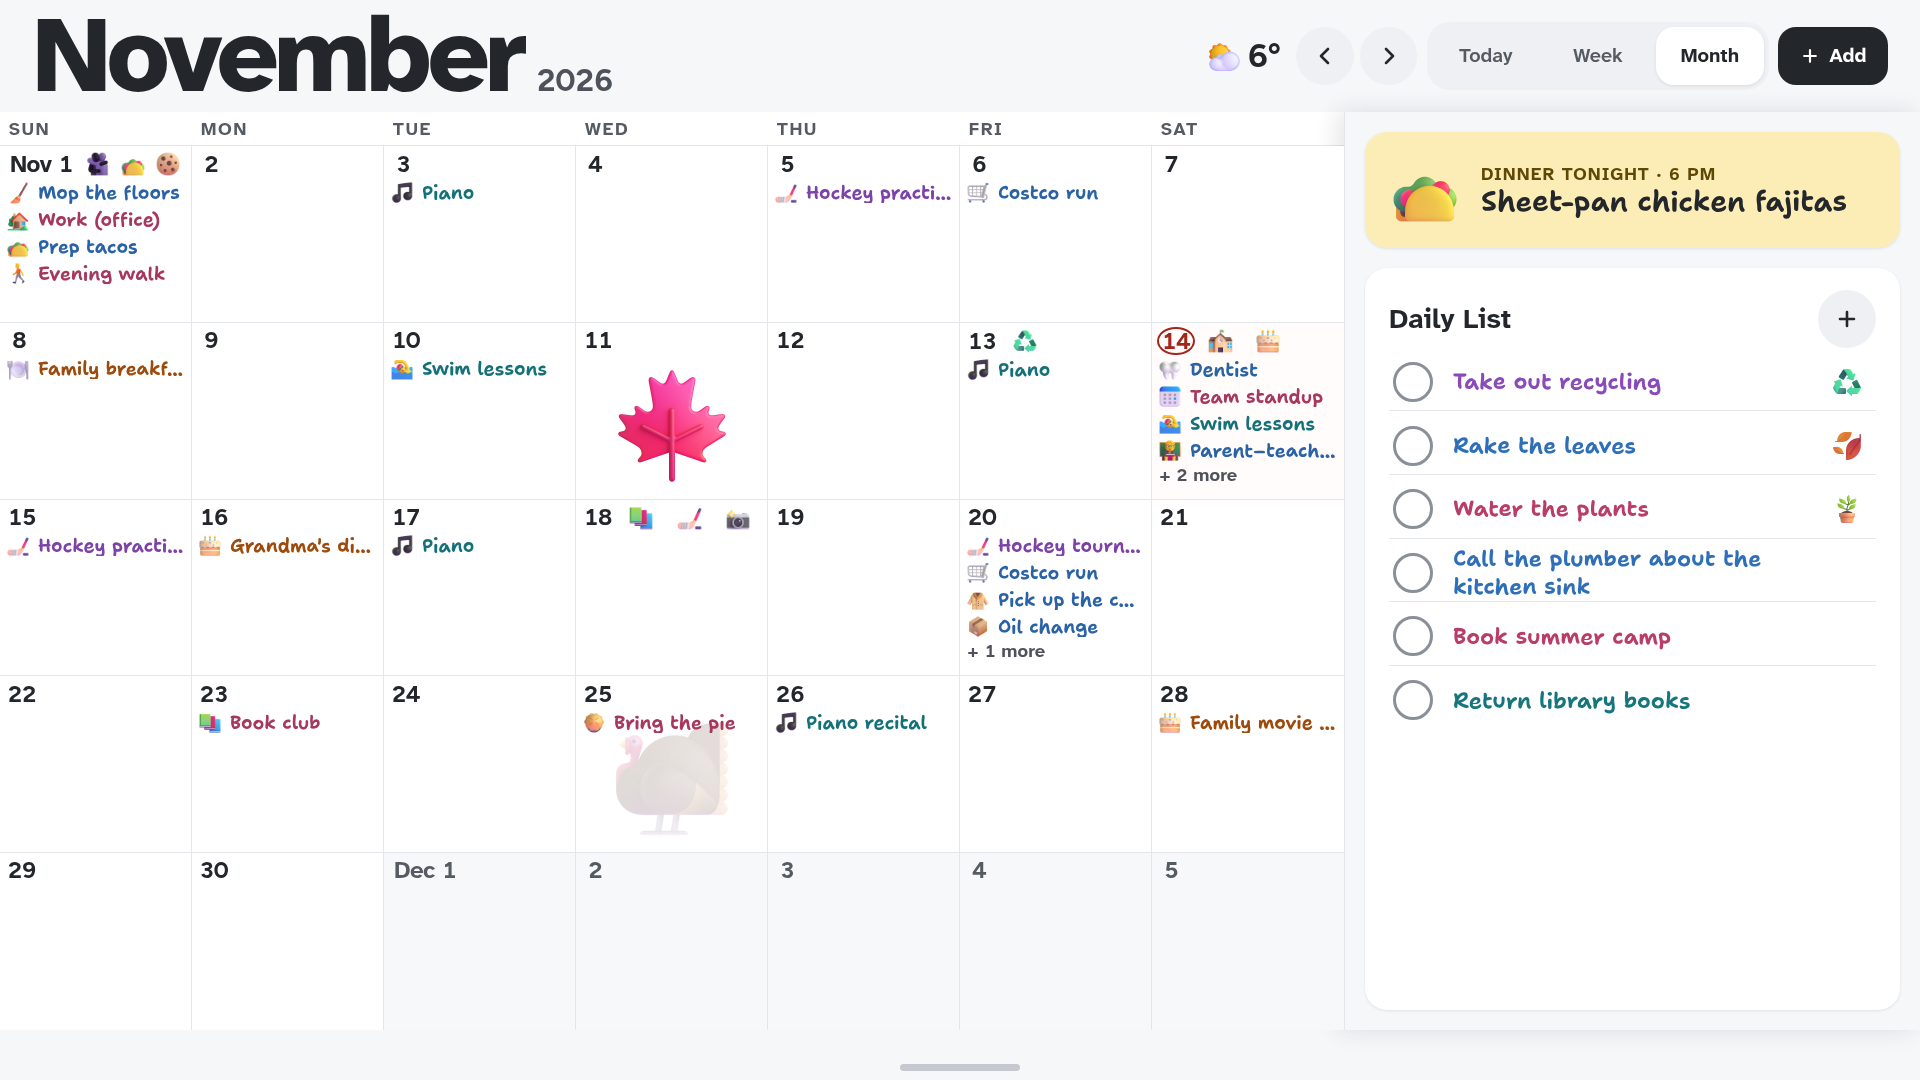 November 2026
6°
Today
Week
Month
+ Add
SUN MON TUE WED THU FRI SAT
Nov 1
Mop the floors
Work (office)
Prep tacos
Evening walk
2
3
Piano
4
5
Hockey practi...
6
Costco run
7
8
Family breakf...
9
10
Swim lessons
11
12
13
Piano
14
Dentist
Team standup
Swim lessons
Parent–teach...
+ 2 more
15
Hockey practi...
16
Grandma's di...
17
Piano
18
19
20
Hockey tourn...
Costco run
Pick up the c...
Oil change
+ 1 more
21
22
23
Book club
24
25
Bring the pie
26
Piano recital
27
28
Family movie ...
29
30
Dec 1
2
3
4
5
DINNER TONIGHT · 6 PM
Sheet-pan chicken fajitas
Daily List
Take out recycling
Rake the leaves
Water the plants
Call the plumber about the
kitchen sink
Book summer camp
Return library books